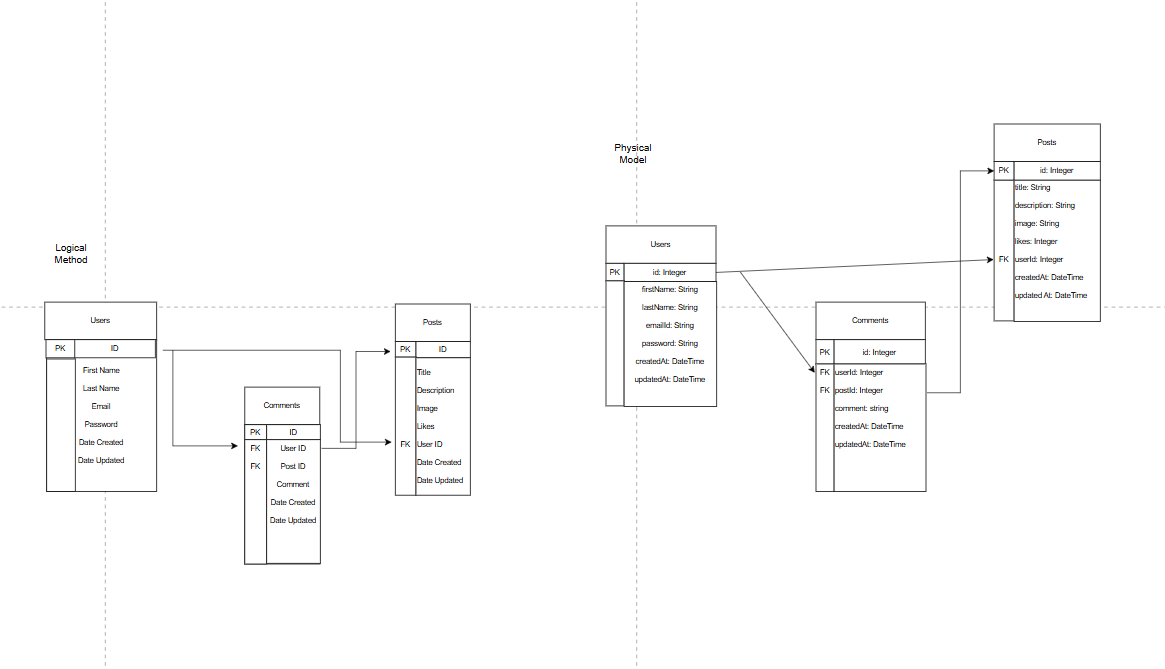 Logical
Method
Users
PK ID
First Name
Last Name
Email
Password
Date Created
Date Updated
Comments
PK ID
FK User ID
FK Post ID
Comment
Date Created
Date Updated
Posts
PK ID
Title
Description
Image
Likes
FK User ID
Date Created
Date Updated
Physical
Model
Users
PK id: Integer
firstName: String
lastName: String
emailId: String
password: String
createdAt: DateTime
updatedAt: DateTime
Comments
PK id: Integer
FK userId: Integer
FK postId: Integer
comment: string
createdAt: DateTime
updatedAt: DateTime
Posts
PK id: Integer
title: String
description: String
image: String
likes: Integer
FK userId: Integer
createdAt: DateTime
updated At: DateTime